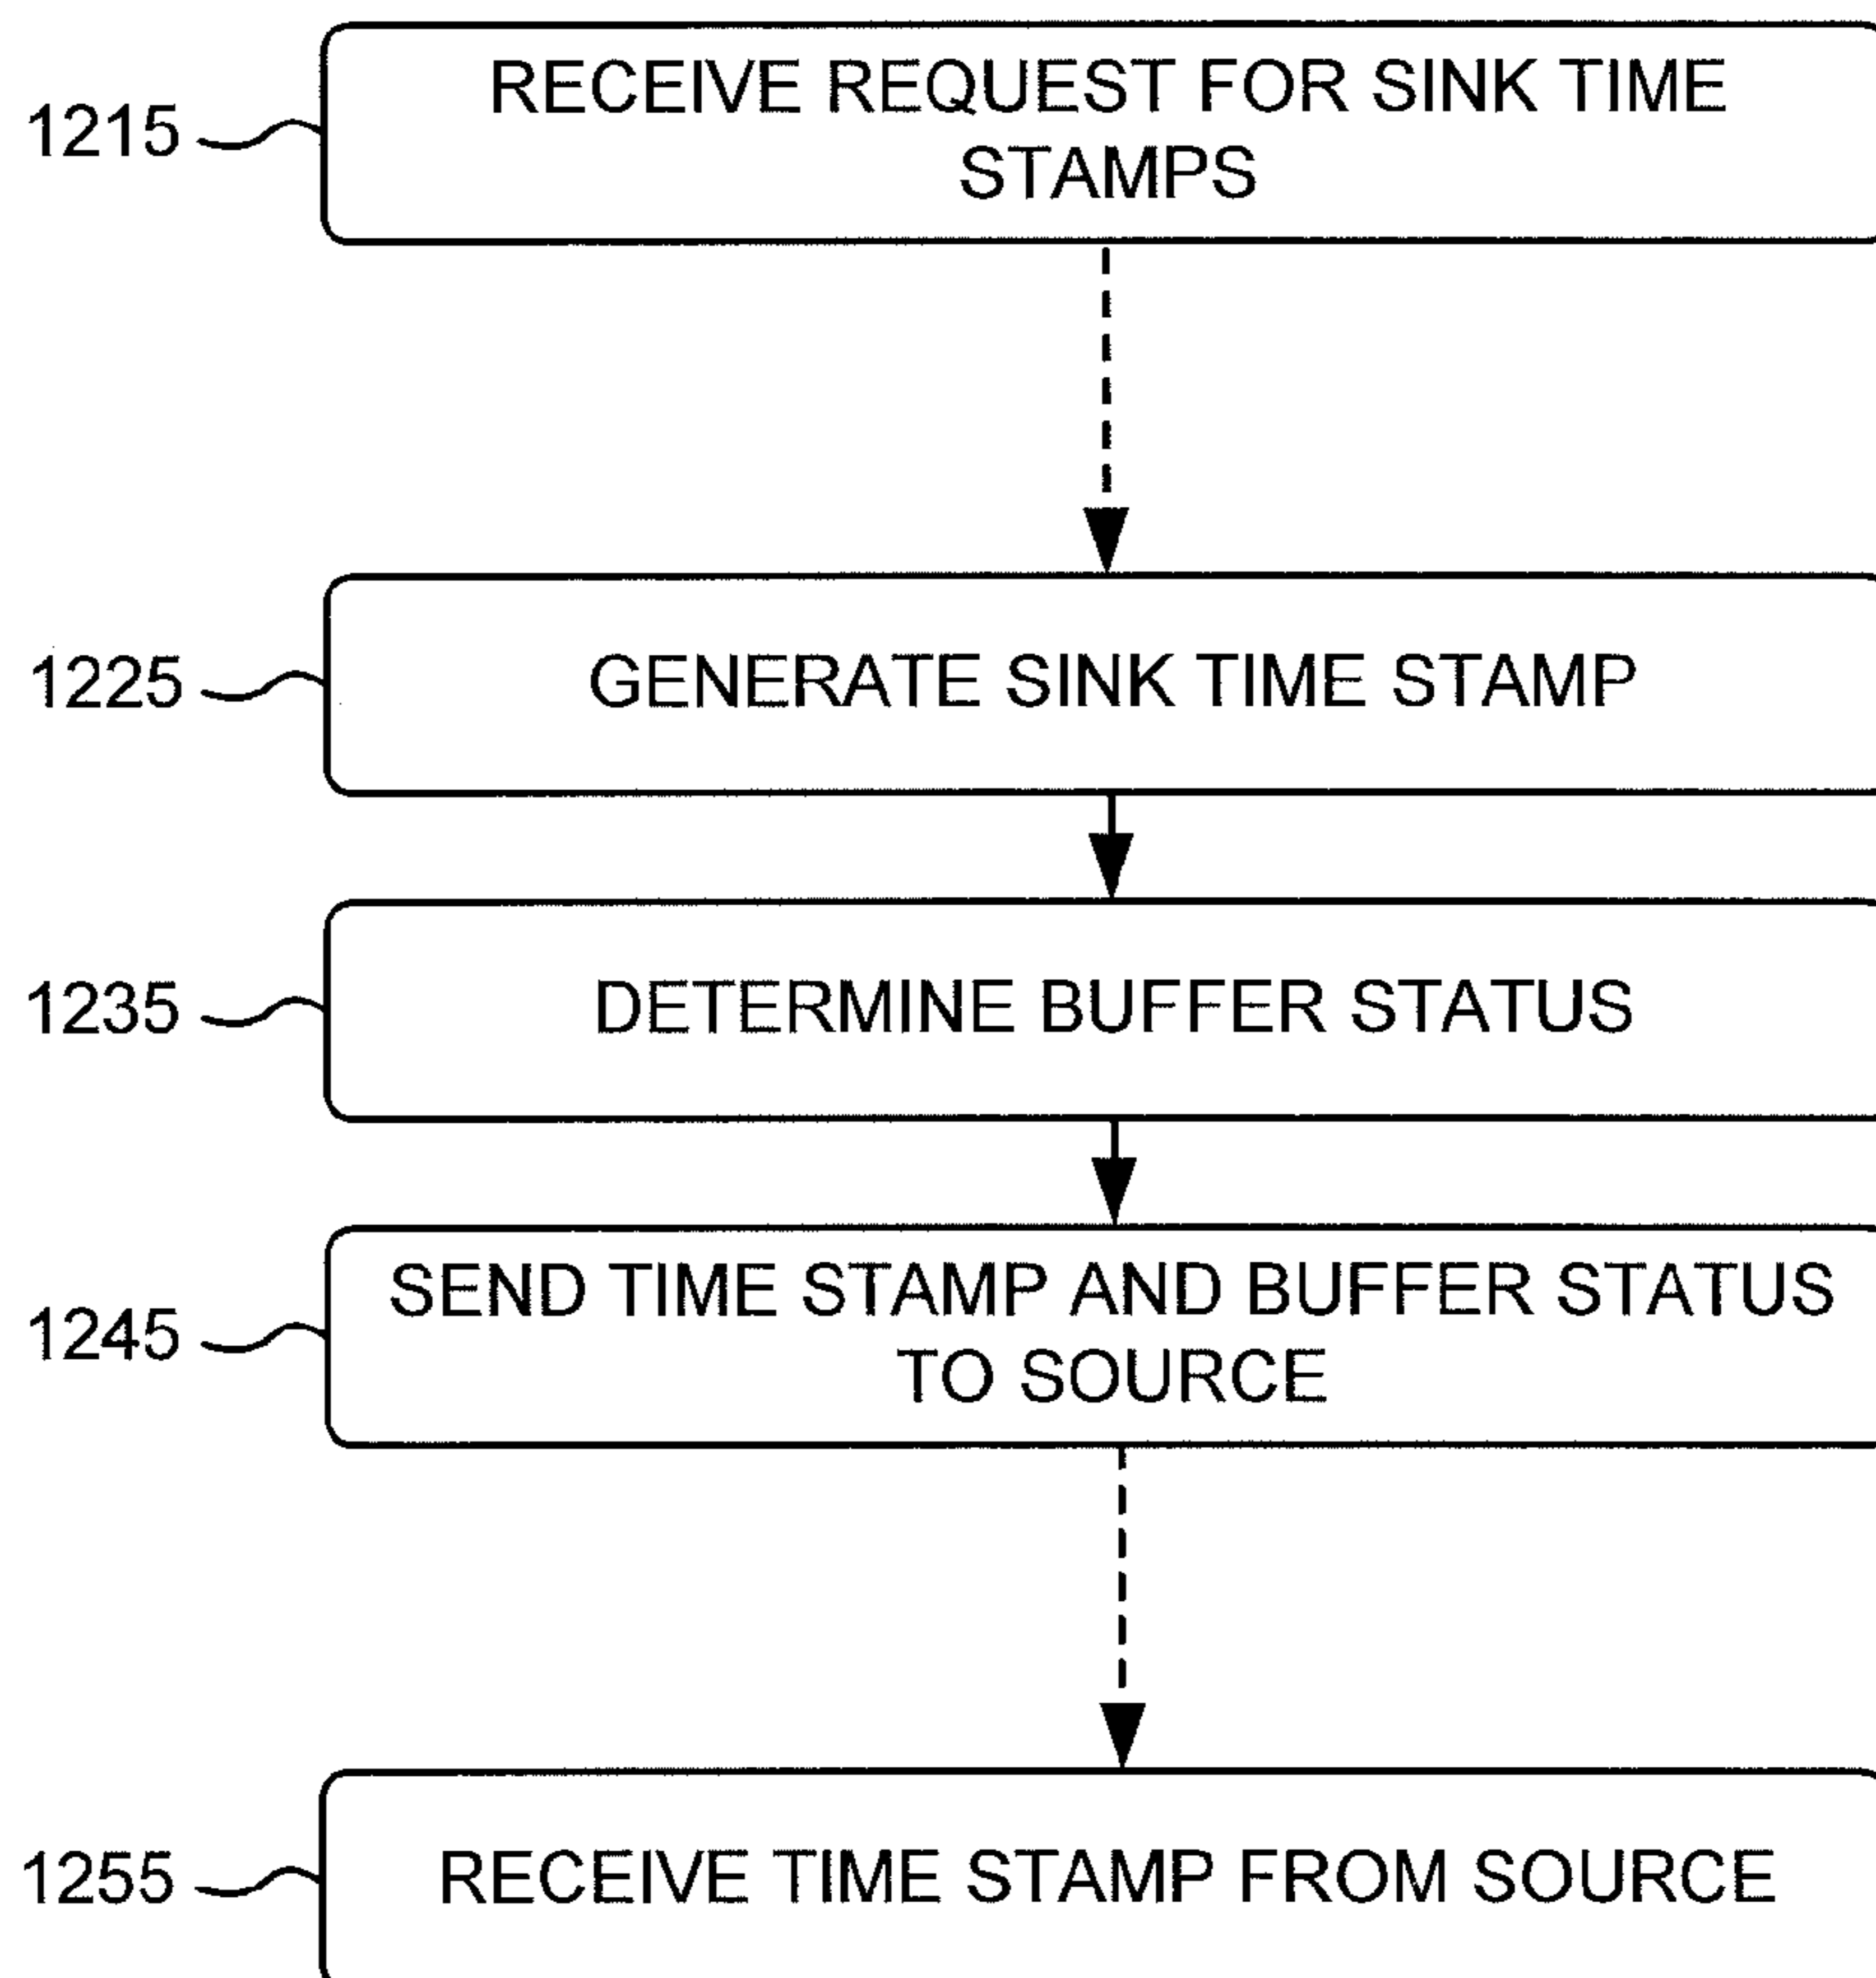 1215
RECEIVE REQUEST FOR SINK TIME
STAMPS
1225
GENERATE SINK TIME STAMP
1235
DETERMINE BUFFER STATUS
1245
SEND TIME STAMP AND BUFFER STATUS
TO SOURCE
1255
RECEIVE TIME STAMP FROM SOURCE